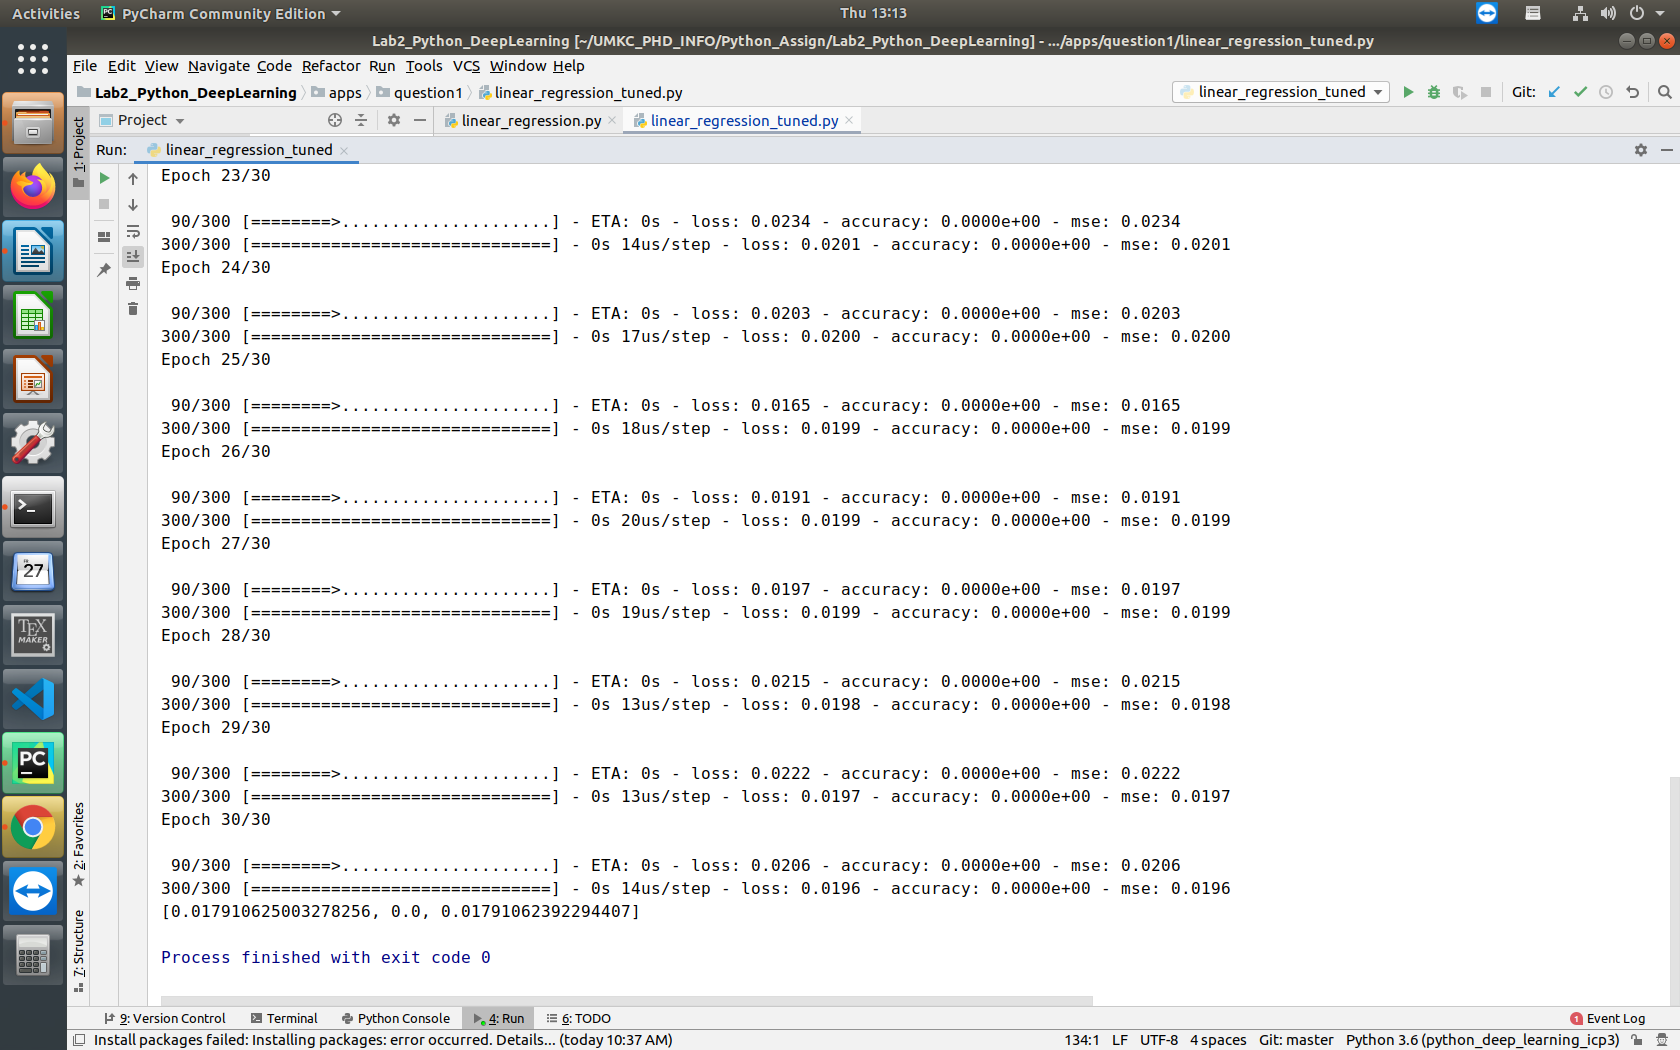 Activities PyCharm Community Edition Thu 13:13
Lab2_Python_DeepLearning [~/UMKC_PHD_INFO/Python_Assign/Lab2_Python_DeepLearning] - .../apps/question1/linear_regression_tuned.py
File Edit View Navigate Code Refactor Run Tools VCS Window Help
Lab2_Python_DeepLearning apps question1 linear_regression_tuned.py linear_regression_tuned Git:
Project linear_regression.py linear_regression_tuned.py
1: Project
Run: linear_regression_tuned
Epoch 23/30
90/300 [========>.....................] - ETA: 0s - loss: 0.0234 - accuracy: 0.0000e+00 - mse: 0.0234
300/300 [==============================] - 0s 14us/step - loss: 0.0201 - accuracy: 0.0000e+00 - mse: 0.0201
Epoch 24/30
90/300 [========>.....................] - ETA: 0s - loss: 0.0203 - accuracy: 0.0000e+00 - mse: 0.0203
300/300 [==============================] - 0s 17us/step - loss: 0.0200 - accuracy: 0.0000e+00 - mse: 0.0200
Epoch 25/30
90/300 [========>.....................] - ETA: 0s - loss: 0.0165 - accuracy: 0.0000e+00 - mse: 0.0165
300/300 [==============================] - 0s 18us/step - loss: 0.0199 - accuracy: 0.0000e+00 - mse: 0.0199
Epoch 26/30
90/300 [========>.....................] - ETA: 0s - loss: 0.0191 - accuracy: 0.0000e+00 - mse: 0.0191
300/300 [==============================] - 0s 20us/step - loss: 0.0199 - accuracy: 0.0000e+00 - mse: 0.0199
Epoch 27/30
90/300 [========>.....................] - ETA: 0s - loss: 0.0197 - accuracy: 0.0000e+00 - mse: 0.0197
300/300 [==============================] - 0s 19us/step - loss: 0.0199 - accuracy: 0.0000e+00 - mse: 0.0199
Epoch 28/30
90/300 [========>.....................] - ETA: 0s - loss: 0.0215 - accuracy: 0.0000e+00 - mse: 0.0215
300/300 [==============================] - 0s 13us/step - loss: 0.0198 - accuracy: 0.0000e+00 - mse: 0.0198
Epoch 29/30
90/300 [========>.....................] - ETA: 0s - loss: 0.0222 - accuracy: 0.0000e+00 - mse: 0.0222
300/300 [==============================] - 0s 13us/step - loss: 0.0197 - accuracy: 0.0000e+00 - mse: 0.0197
Epoch 30/30
90/300 [========>.....................] - ETA: 0s - loss: 0.0206 - accuracy: 0.0000e+00 - mse: 0.0206
300/300 [==============================] - 0s 14us/step - loss: 0.0196 - accuracy: 0.0000e+00 - mse: 0.0196
[0.017910625003278256, 0.0, 0.01791062392294407]
Process finished with exit code 0
2: Favorites
7: Structure
27
TEX
MAKER
PC
9: Version Control Terminal Python Console 4: Run 6: TODO 1 Event Log
Install packages failed: Installing packages: error occurred. Details... (today 10:37 AM) 134:1 LF UTF-8 4 spaces Git: master Python 3.6 (python_deep_learning_icp3)